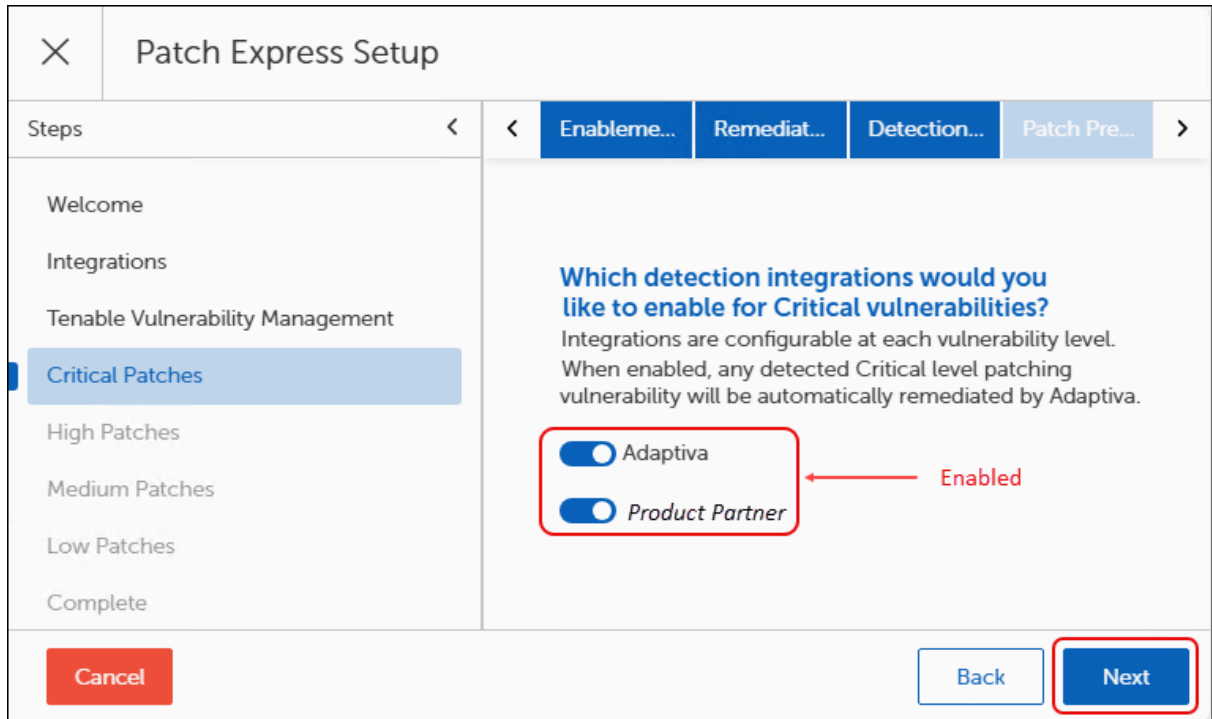 Patch Express Setup
Steps
Enableme...
Remediat...
Detection...
Patch Pre...
Welcome
Integrations
Tenable Vulnerability Management
Critical Patches
High Patches
Medium Patches
Low Patches
Complete
Which detection integrations would you
like to enable for Critical vulnerabilities?
Integrations are configurable at each vulnerability level.
When enabled, any detected Critical level patching
vulnerability will be automatically remediated by Adaptiva.
Adaptiva
Product Partner
Enabled
Cancel
Back
Next